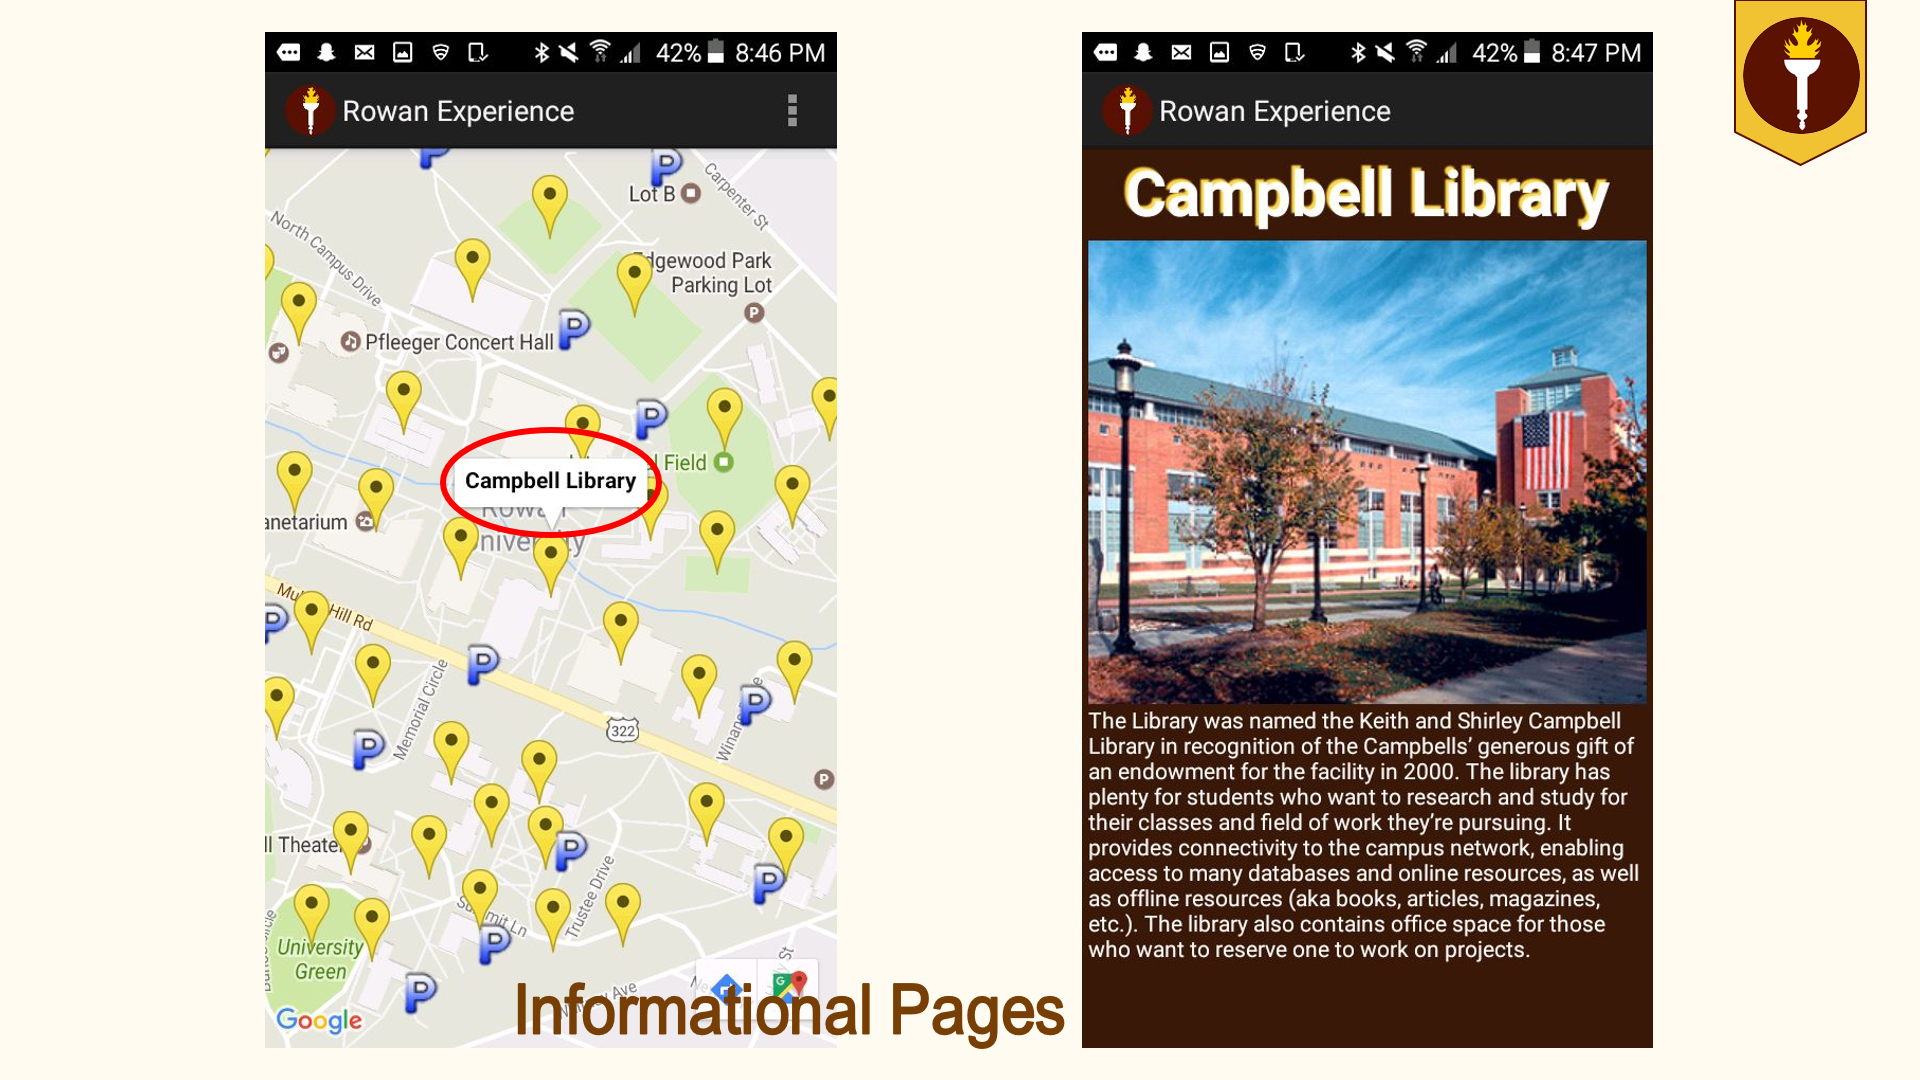 42% 8:46 PM
Rowan Experience
Carpenter St
Lot B
North Campus Drive
Edgewood Park
Parking Lot
P
Pfleeger Concert Hall
P
P
Field
Campbell Library
Rowan
University
anetarium
Hill Rd
P
Memorial Circle
P
322
P
P
P
ll Theater
P
P
Trustee Drive
Summit Ln
University
Green
P
P
St
Ave
Google
42% 8:47 PM
Rowan Experience
Campbell Library
The Library was named the Keith and Shirley Campbell
Library in recognition of the Campbells’ generous gift of
an endowment for the facility in 2000. The library has
plenty for students who want to research and study for
their classes and field of work they’re pursuing. It
provides connectivity to the campus network, enabling
access to many databases and online resources, as well
as offline resources (aka books, articles, magazines,
etc.). The library also contains office space for those
who want to reserve one to work on projects.
Informational Pages